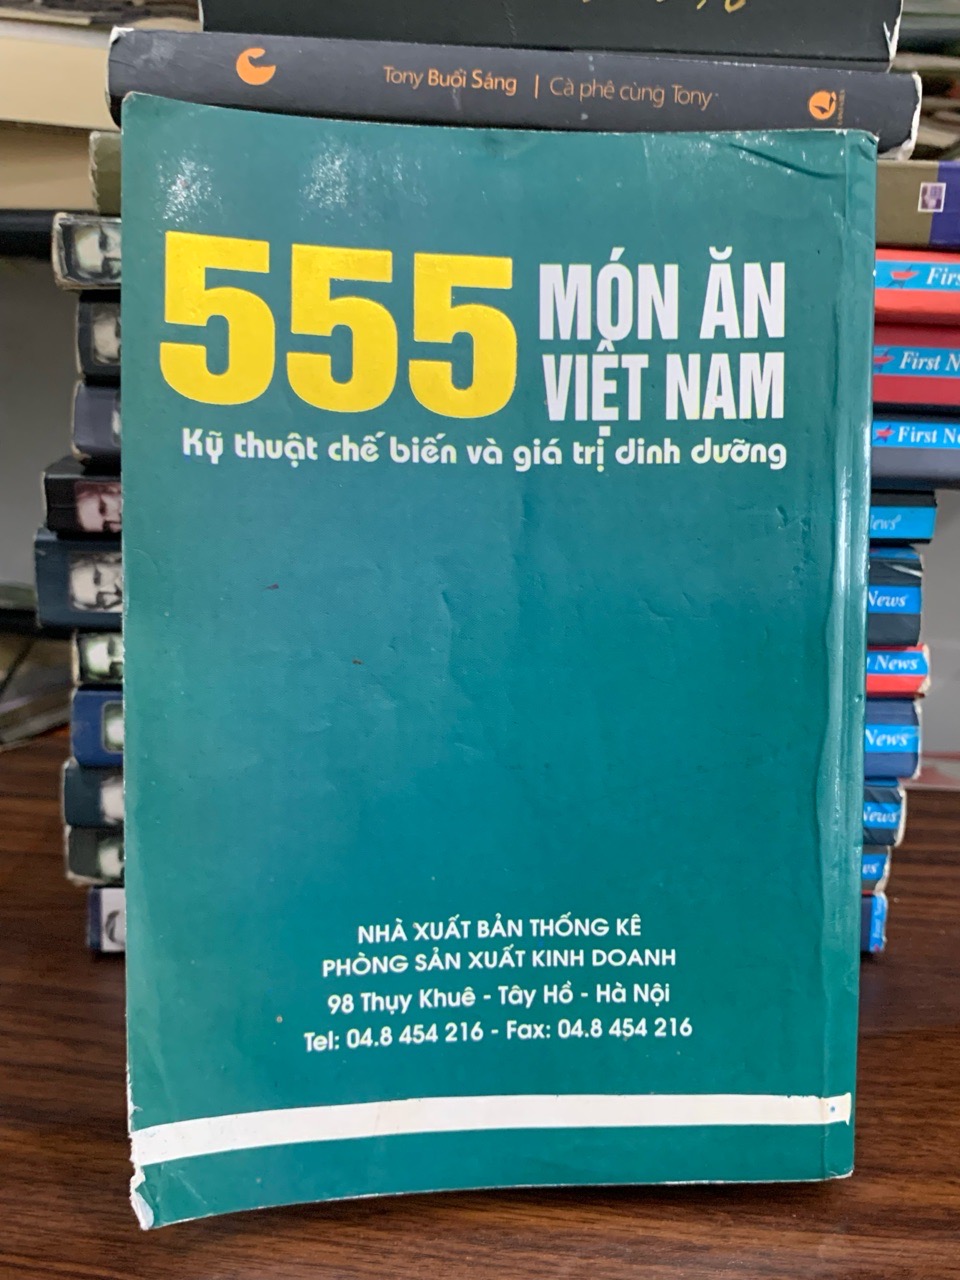 Tony Buổi Sáng | Cà phê cùng Tony
555 MÓN ĂN
VIỆT NAM
Kỹ thuật chế biến và giá trị dinh dưỡng
First
First N
First Ne
News
News
News
News
News
NHÀ XUẤT BẢN THỐNG KÊ
PHÒNG SẢN XUẤT KINH DOANH
98 Thụy Khuê - Tây Hồ - Hà Nội
Tel: 04.8 454 216 - Fax: 04.8 454 216